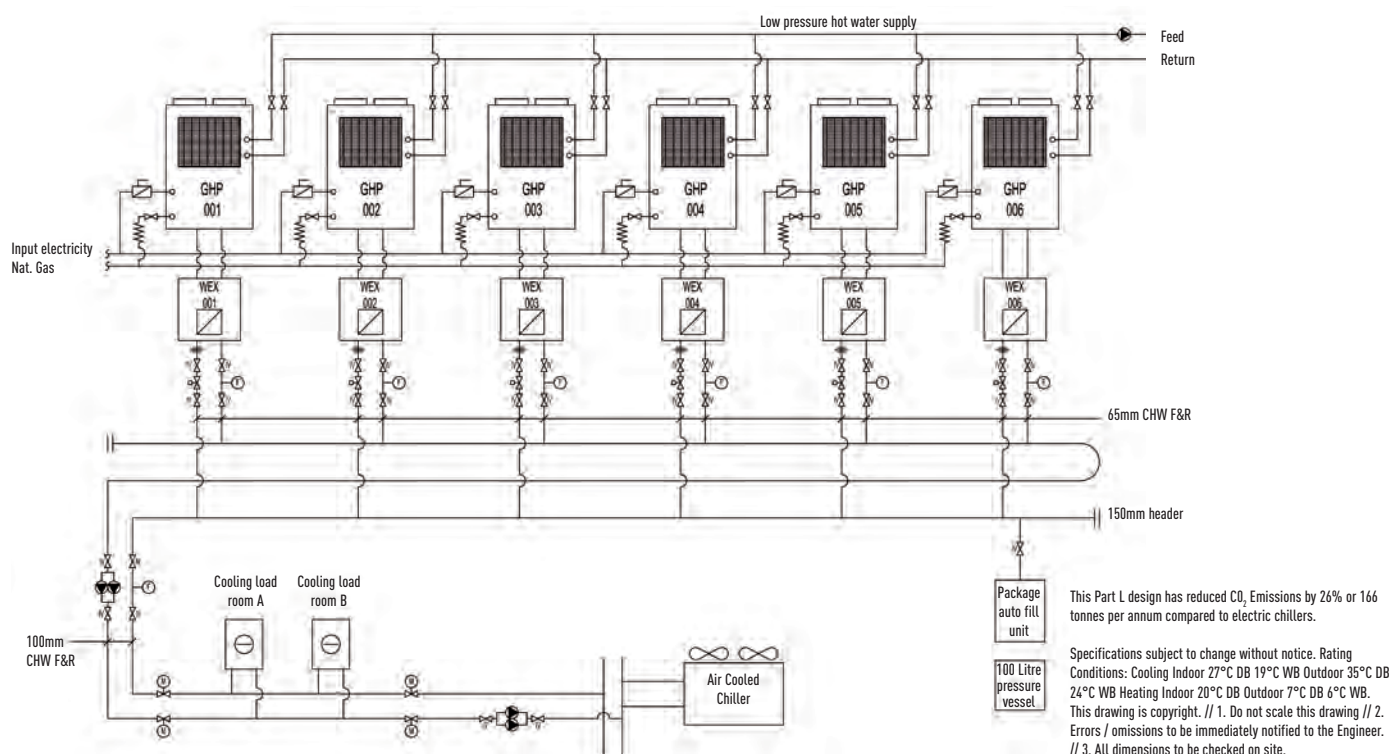 Low pressure hot water supply
Feed
Return
GHP
001
GHP
002
GHP
003
GHP
004
GHP
005
GHP
006
Input electricity
Nat. Gas
WEX
001
WEX
002
WEX
003
WEX
004
WEX
005
WEX
006
65mm CHW F&R
150mm header
Cooling load
room A
Cooling load
room B
100mm
CHW F&R
Air Cooled
Chiller
Package
auto fill
unit
100 Litre
pressure
vessel
This Part L design has reduced CO₂ Emissions by 26% or 166
tonnes per annum compared to electric chillers.
Specifications subject to change without notice. Rating
Conditions: Cooling Indoor 27°C DB 19°C WB Outdoor 35°C DB
24°C WB Heating Indoor 20°C DB Outdoor 7°C DB 6°C WB.
This drawing is copyright. // 1. Do not scale this drawing // 2.
Errors / omissions to be immediately notified to the Engineer.
// 3. All dimensions to be checked on site.